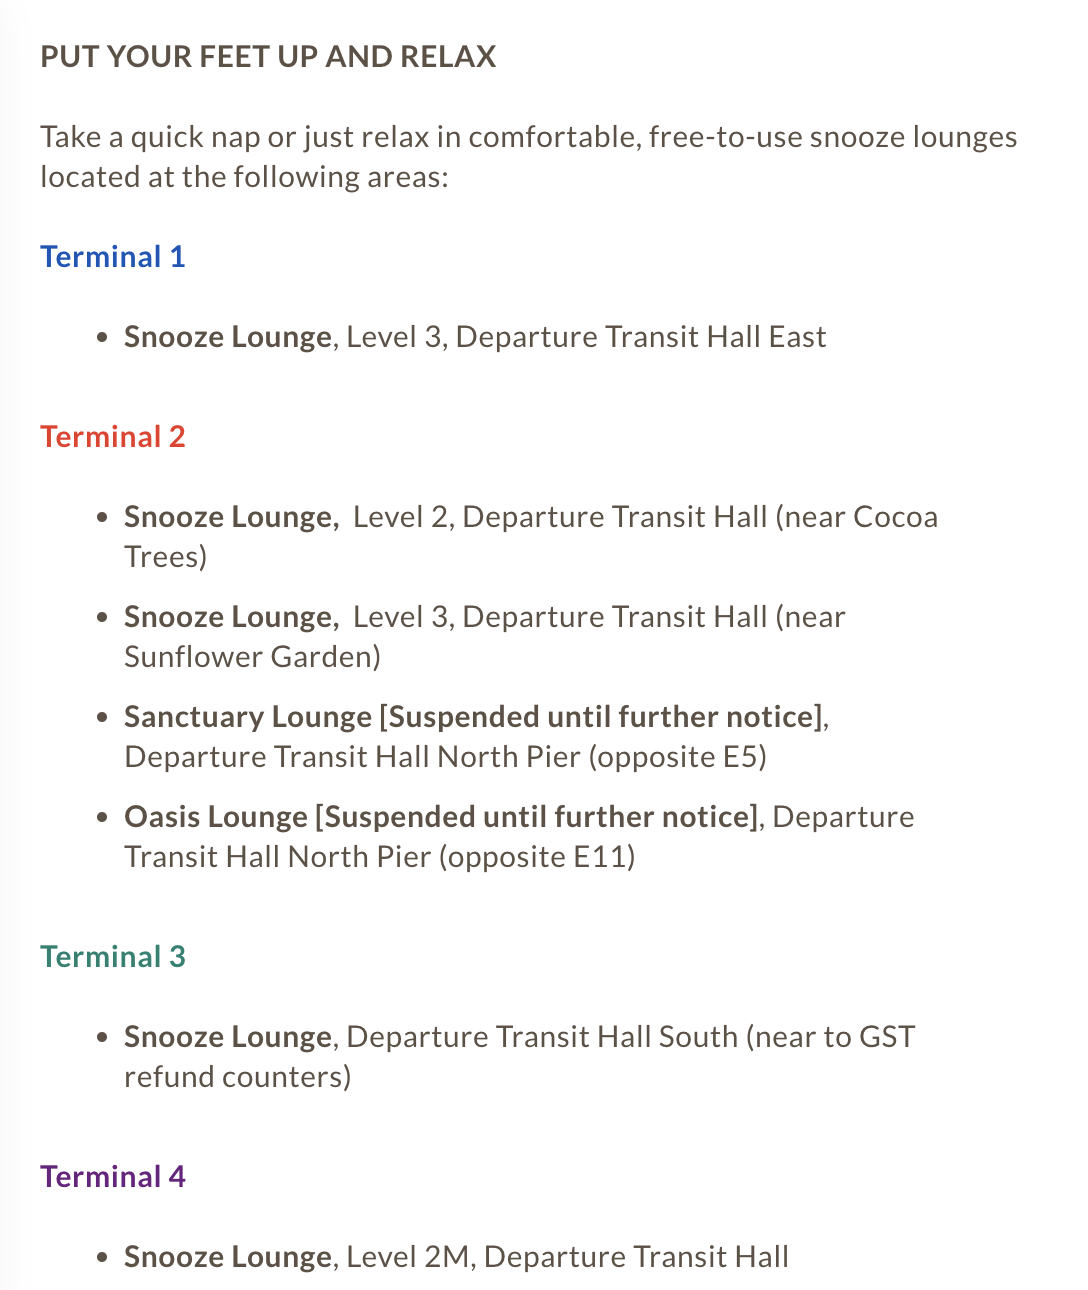 PUT YOUR FEET UP AND RELAX
Take a quick nap or just relax in comfortable, free-to-use snooze lounges
located at the following areas:
Terminal 1
• Snooze Lounge, Level 3, Departure Transit Hall East
Terminal 2
• Snooze Lounge,  Level 2, Departure Transit Hall (near Cocoa
Trees)
• Snooze Lounge,  Level 3, Departure Transit Hall (near
Sunflower Garden)
• Sanctuary Lounge [Suspended until further notice],
Departure Transit Hall North Pier (opposite E5)
• Oasis Lounge [Suspended until further notice], Departure
Transit Hall North Pier (opposite E11)
Terminal 3
• Snooze Lounge, Departure Transit Hall South (near to GST
refund counters)
Terminal 4
• Snooze Lounge, Level 2M, Departure Transit Hall